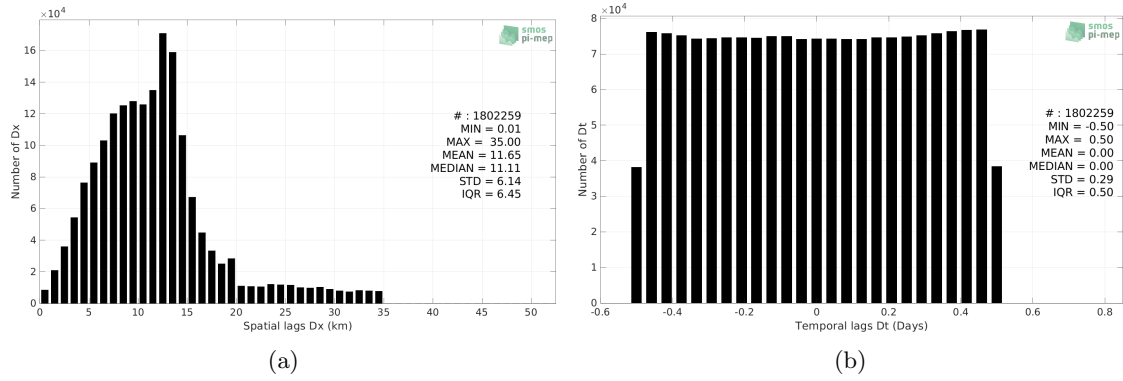 ×10⁴
16
14
12
10
8
6
4
2
0
Number of Dx
smos
pi-mep
# : 1802259
MIN = 0.01
MAX = 35.00
MEAN = 11.65
MEDIAN = 11.11
STD = 6.14
IQR = 6.45
0 5 10 15 20 25 30 35 40 45 50
Spatial lags Dx (km)
(a)
×10⁴
8
7
6
5
4
3
2
1
0
Number of Dt
smos
pi-mep
# : 1802259
MIN = -0.50
MAX = 0.50
MEAN = 0.00
MEDIAN = 0.00
STD = 0.29
IQR = 0.50
-0.6 -0.4 -0.2 0 0.2 0.4 0.6 0.8
Temporal lags Dt (Days)
(b)